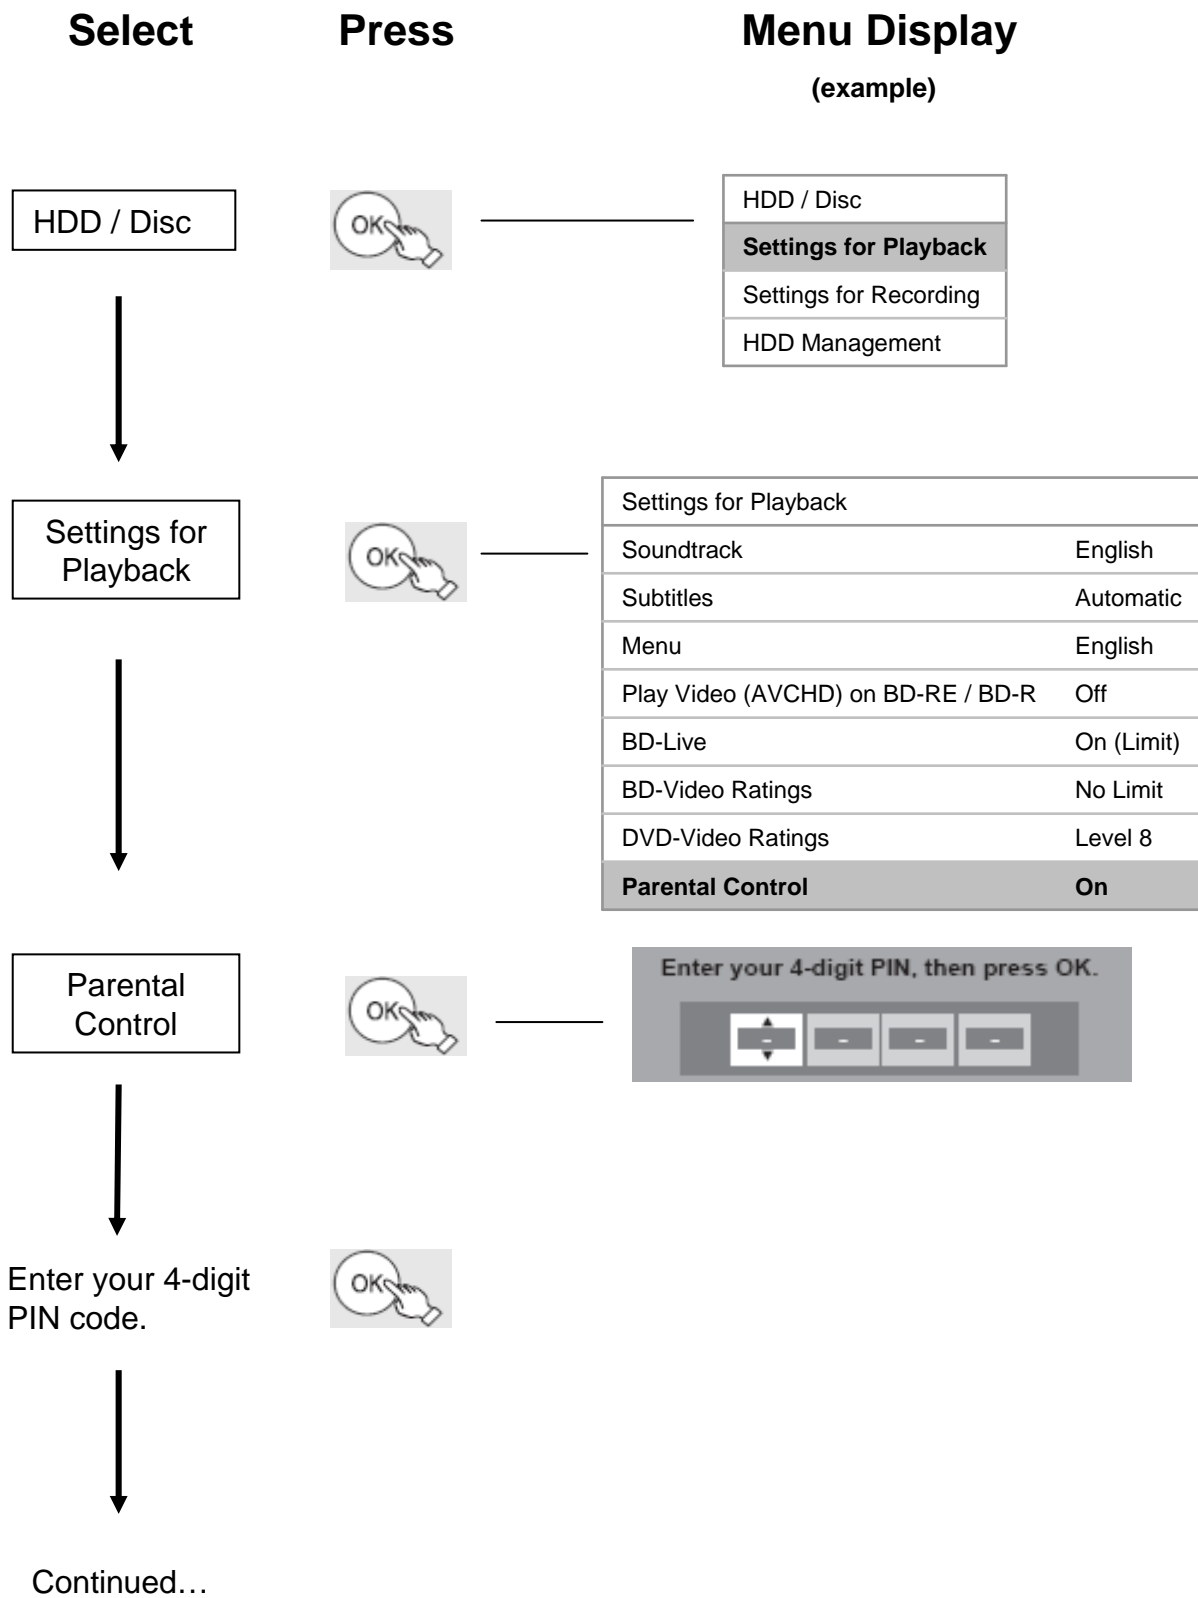 Select Press Menu Display
(example)
HDD / Disc
OK
HDD / Disc
Settings for Playback
Settings for Recording
HDD Management
Settings for
Playback
OK
Settings for Playback
Soundtrack English
Subtitles Automatic
Menu English
Play Video (AVCHD) on BD-RE / BD-R Off
BD-Live On (Limit)
BD-Video Ratings No Limit
DVD-Video Ratings Level 8
Parental Control On
Parental
Control
OK
Enter your 4-digit PIN, then press OK.
- - - -
Enter your 4-digit
PIN code.
OK
Continued…